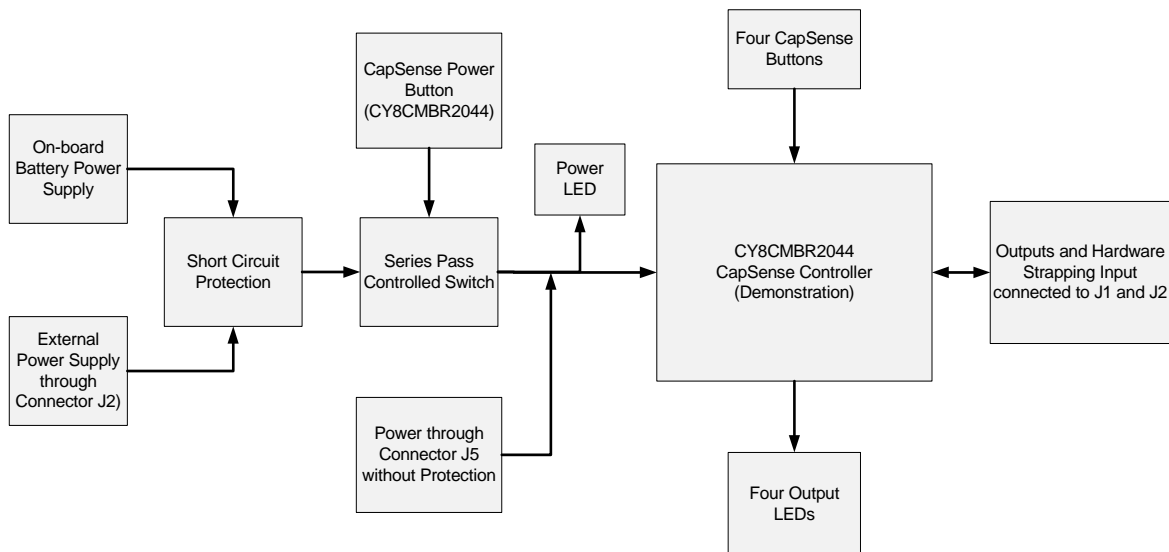 Four CapSense
Buttons
CapSense Power
Button
(CY8CMBR2044)
On-board
Battery Power
Supply
Power
LED
Short Circuit
Protection
Series Pass
Controlled Switch
CY8CMBR2044
CapSense Controller
(Demonstration)
Outputs and Hardware
Strapping Input
connected to J1 and J2
External
Power Supply
through
Connector J2)
Power through
Connector J5
without Protection
Four Output
LEDs